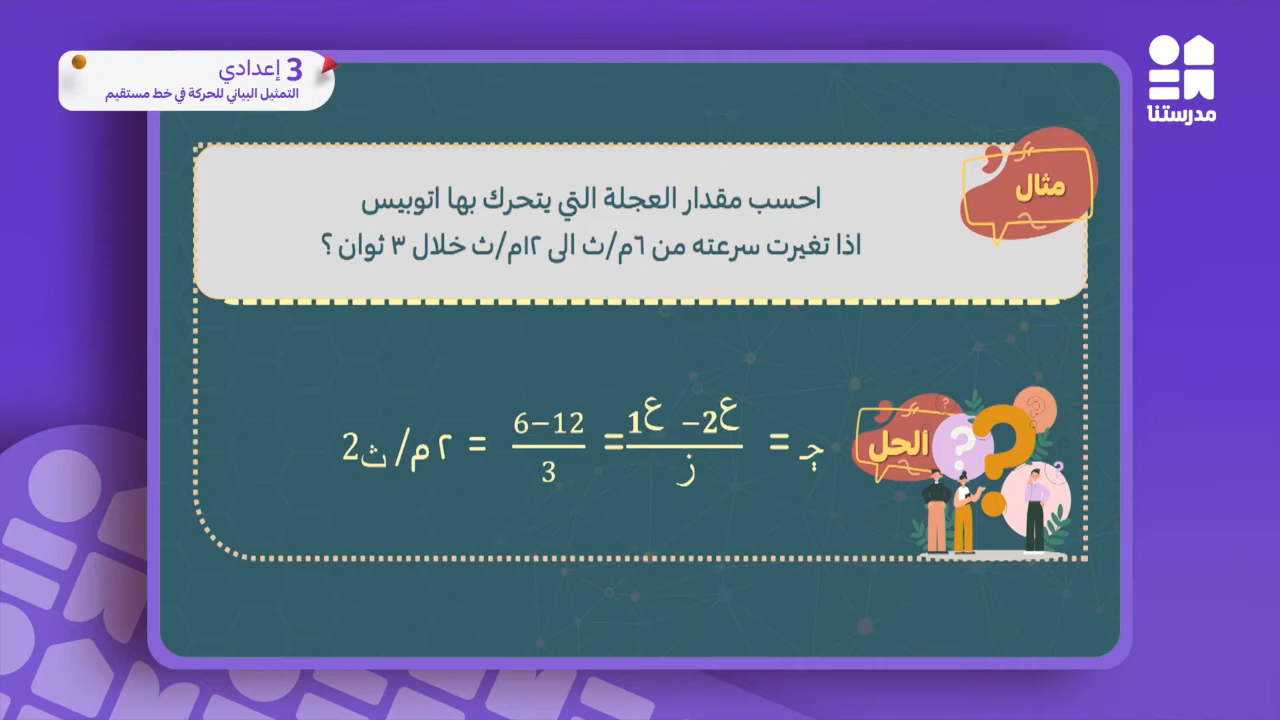 3 إعدادي
التمثيل البياني للحركة في خط مستقيم
مدرستنا
مثال
احسب مقدار العجلة التي يتحرك بها اتوبيس
اذا تغيرت سرعته من ٦م/ث الى ١٢م/ث خلال ٣ ثوان ؟
الحل
جـ = (ع2 – ع1)/ز = (12–6)/3 = ٢ م/ث2